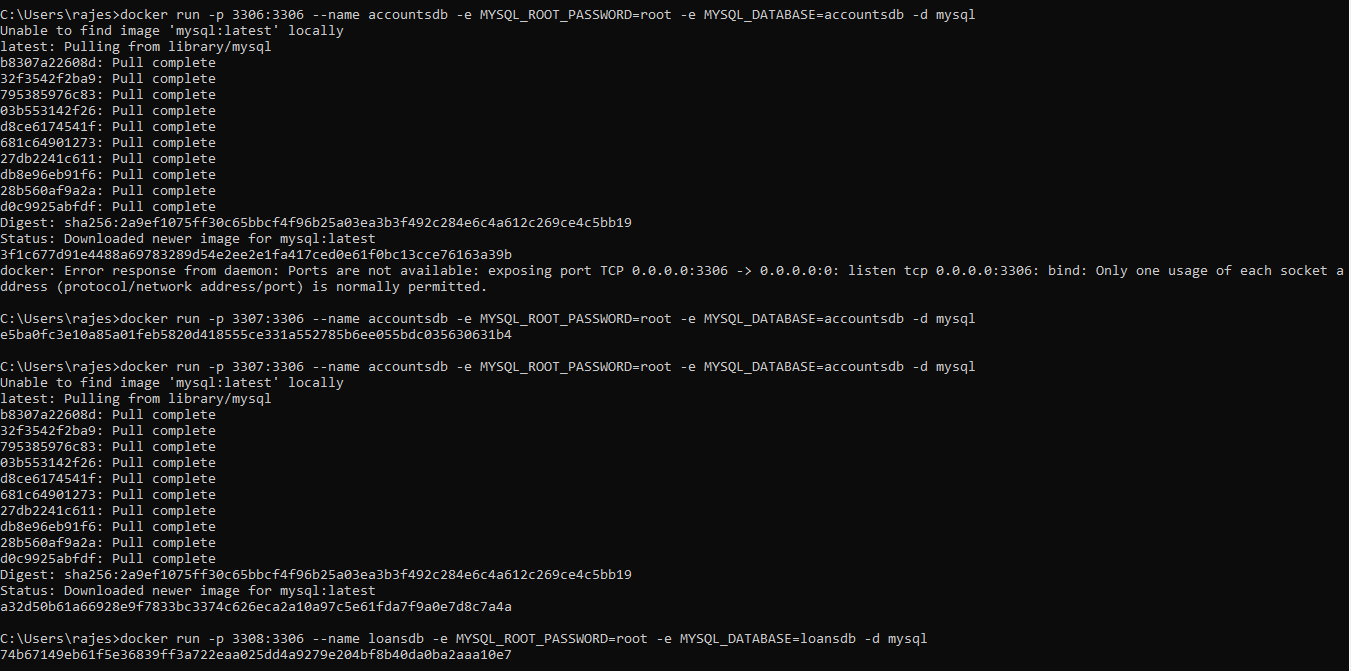 C:\Users\rajes>docker run -p 3306:3306 --name accountsdb -e MYSQL_ROOT_PASSWORD=root -e MYSQL_DATABASE=accountsdb -d mysql
Unable to find image 'mysql:latest' locally
latest: Pulling from library/mysql
b8307a22608d: Pull complete
32f3542f2ba9: Pull complete
795385976c83: Pull complete
03b553142f26: Pull complete
d8ce6174541f: Pull complete
681c64901273: Pull complete
27db2241c611: Pull complete
db8e96eb91f6: Pull complete
28b560af9a2a: Pull complete
d0c9925abfdf: Pull complete
Digest: sha256:2a9ef1075ff30c65bbcf4f96b25a03ea3b3f492c284e6c4a612c269ce4c5bb19
Status: Downloaded newer image for mysql:latest
3f1c677d91e4488a69783289d54e2ee2e1fa417ced0e61f0bc13cce76163a39b
docker: Error response from daemon: Ports are not available: exposing port TCP 0.0.0.0:3306 -> 0.0.0.0:0: listen tcp 0.0.0.0:3306: bind: Only one usage of each socket a
ddress (protocol/network address/port) is normally permitted.
C:\Users\rajes>docker run -p 3307:3306 --name accountsdb -e MYSQL_ROOT_PASSWORD=root -e MYSQL_DATABASE=accountsdb -d mysql
e5ba0fc3e10a85a01feb5820d418555ce331a552785b6ee055bdc035630631b4
C:\Users\rajes>docker run -p 3307:3306 --name accountsdb -e MYSQL_ROOT_PASSWORD=root -e MYSQL_DATABASE=accountsdb -d mysql
Unable to find image 'mysql:latest' locally
latest: Pulling from library/mysql
b8307a22608d: Pull complete
32f3542f2ba9: Pull complete
795385976c83: Pull complete
03b553142f26: Pull complete
d8ce6174541f: Pull complete
681c64901273: Pull complete
27db2241c611: Pull complete
db8e96eb91f6: Pull complete
28b560af9a2a: Pull complete
d0c9925abfdf: Pull complete
Digest: sha256:2a9ef1075ff30c65bbcf4f96b25a03ea3b3f492c284e6c4a612c269ce4c5bb19
Status: Downloaded newer image for mysql:latest
a32d50b61a66928e9f7833bc3374c626eca2a10a97c5e61fda7f9a0e7d8c7a4a
C:\Users\rajes>docker run -p 3308:3306 --name loansdb -e MYSQL_ROOT_PASSWORD=root -e MYSQL_DATABASE=loansdb -d mysql
74b67149eb61f5e36839ff3a722eaa025dd4a9279e204bf8b40da0ba2aaa10e7